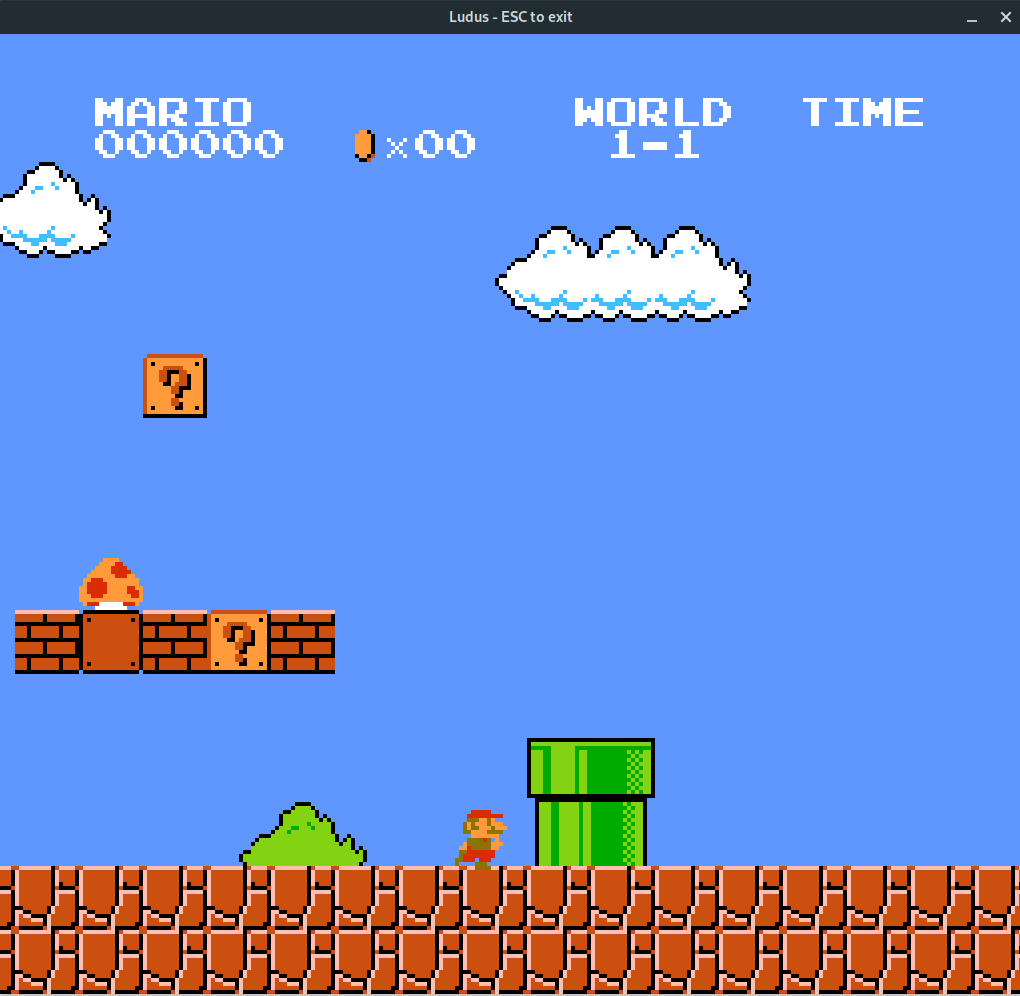 Ludus - ESC to exit
MARIO WORLD TIME
000000 x00 1-1
?
?